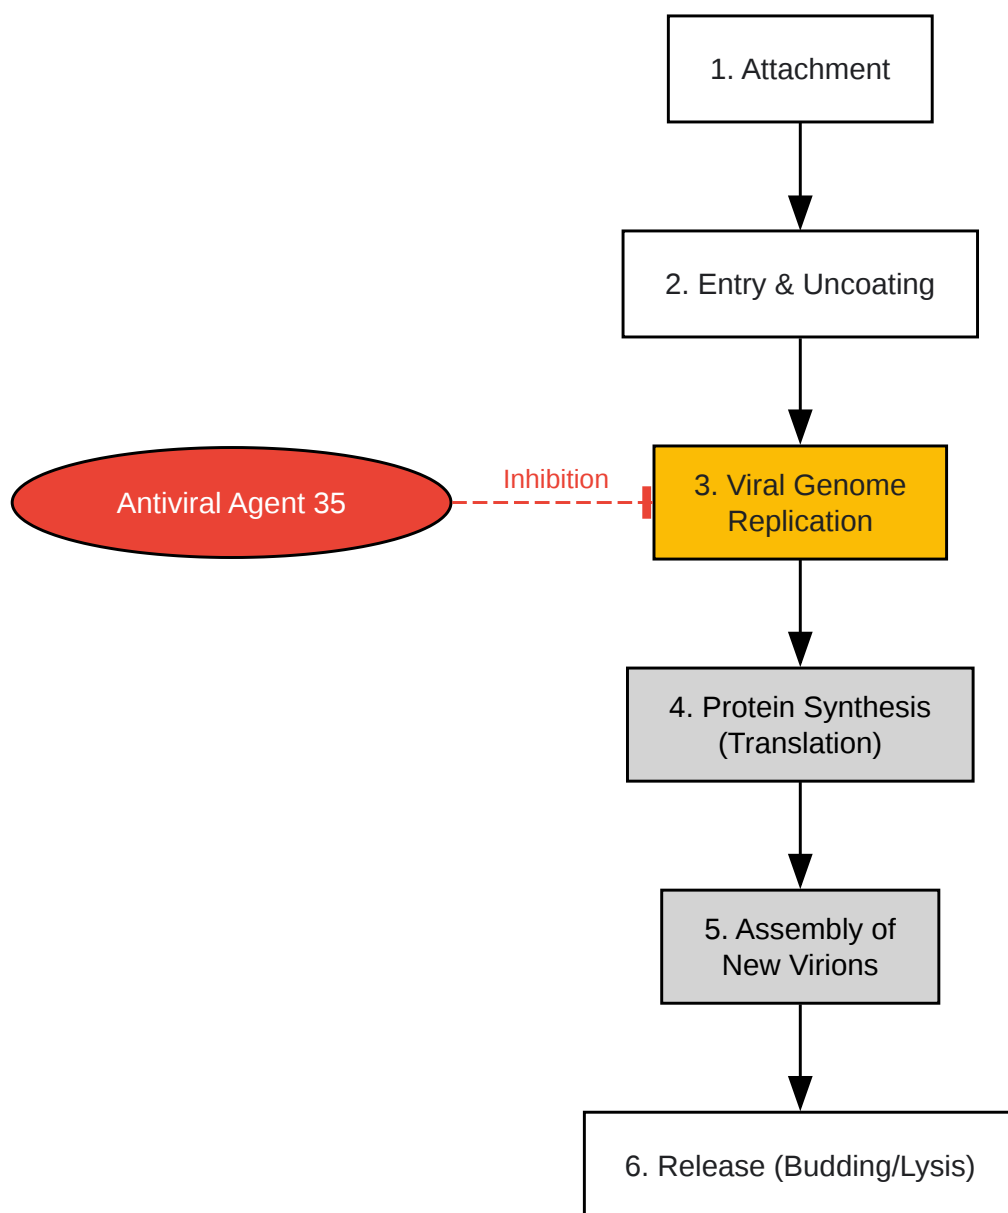 1. Attachment
2. Entry & Uncoating
Antiviral Agent 35
Inhibition
3. Viral Genome
Replication
4. Protein Synthesis
(Translation)
5. Assembly of
New Virions
6. Release (Budding/Lysis)